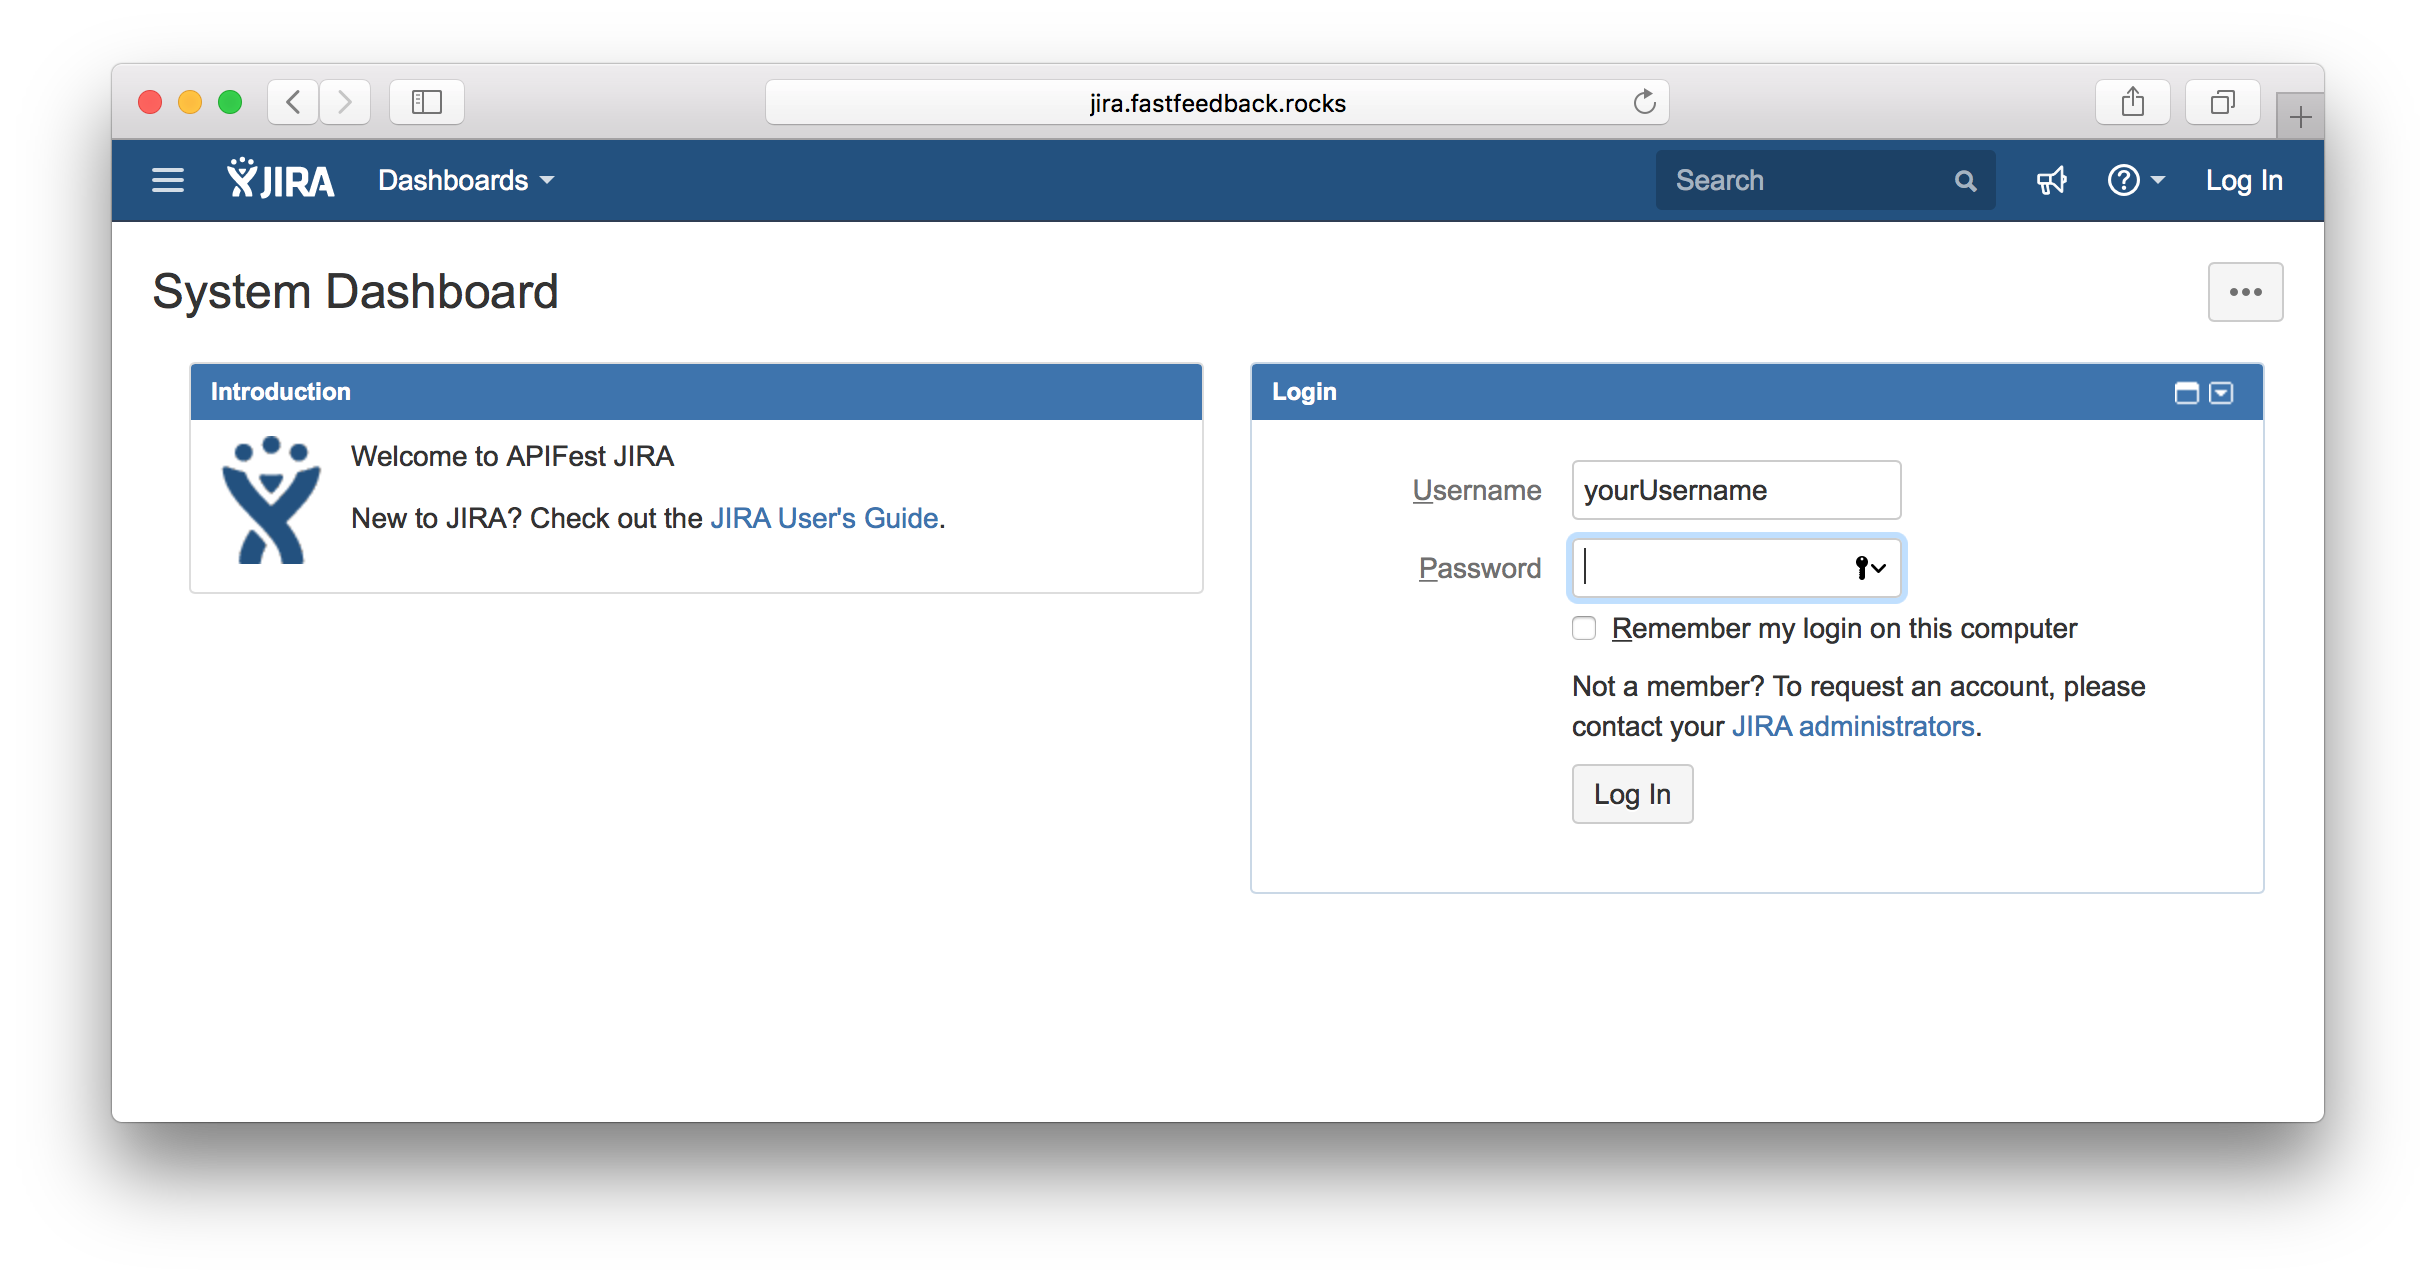 jira.fastfeedback.rocks
JIRA Dashboards Search Log In
System Dashboard
Introduction
Welcome to APIFest JIRA
New to JIRA? Check out the JIRA User's Guide.
Login
Username yourUsername
Password
Remember my login on this computer
Not a member? To request an account, please
contact your JIRA administrators.
Log In